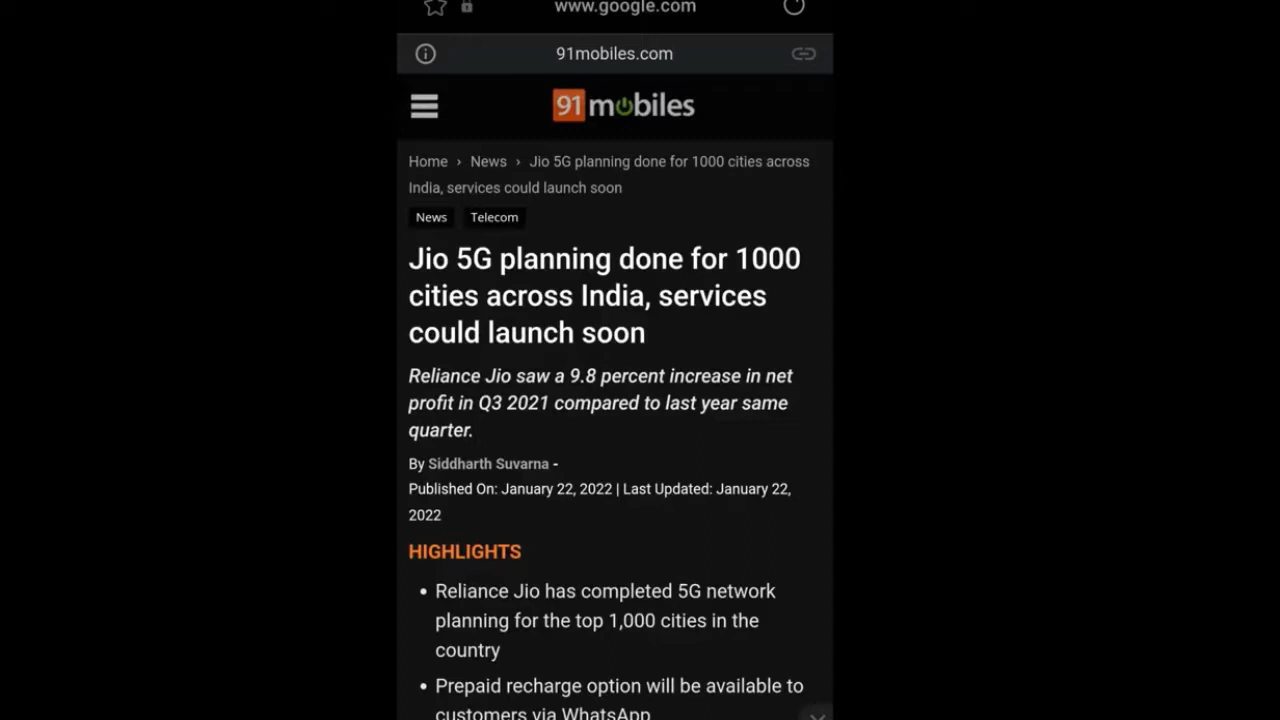 www.google.com
91mobiles.com
91mobiles
Home › News › Jio 5G planning done for 1000 cities across
India, services could launch soon
News Telecom
Jio 5G planning done for 1000
cities across India, services
could launch soon
Reliance Jio saw a 9.8 percent increase in net
profit in Q3 2021 compared to last year same
quarter.
By Siddharth Suvarna -
Published On: January 22, 2022 | Last Updated: January 22,
2022
HIGHLIGHTS
• Reliance Jio has completed 5G network
planning for the top 1,000 cities in the
country
• Prepaid recharge option will be available to
customers via WhatsApp